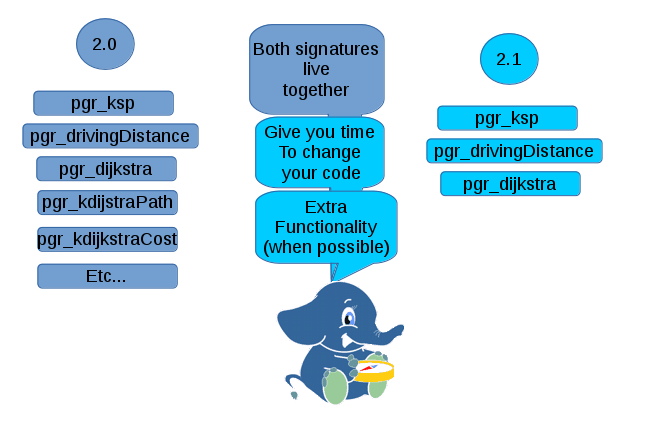 2.0
pgr_ksp
pgr_drivingDistance
pgr_dijkstra
pgr_kdijstraPath
pgr_kdijkstraCost
Etc...
Both signatures
live
together
Give you time
To change
your code
Extra
Functionality
(when possible)
2.1
pgr_ksp
pgr_drivingDistance
pgr_dijkstra